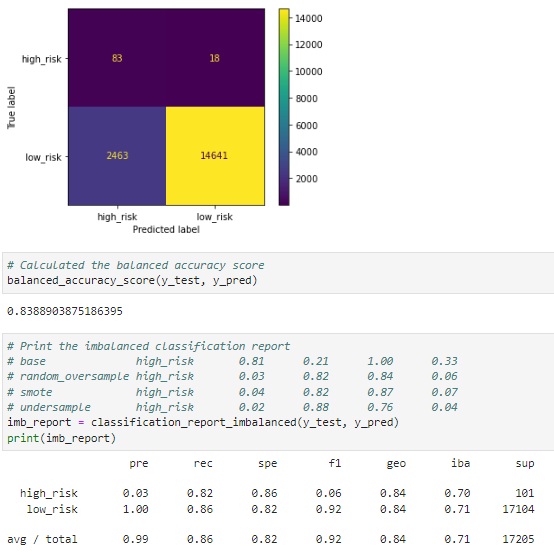 14000
12000
10000
8000
6000
4000
2000
True label
high_risk
83 18
low_risk
2463 14641
high_risk low_risk
Predicted label
# Calculated the balanced accuracy score
balanced_accuracy_score(y_test, y_pred)
0.8388903875186395
# Print the imbalanced classification report
# base high_risk 0.81 0.21 1.00 0.33
# random_oversample high_risk 0.03 0.82 0.84 0.06
# smote high_risk 0.04 0.82 0.87 0.07
# undersample high_risk 0.02 0.88 0.76 0.04
imb_report = classification_report_imbalanced(y_test, y_pred)
print(imb_report)
pre rec spe f1 geo iba sup
high_risk 0.03 0.82 0.86 0.06 0.84 0.70 101
low_risk 1.00 0.86 0.82 0.92 0.84 0.71 17104
avg / total 0.99 0.86 0.82 0.92 0.84 0.71 17205